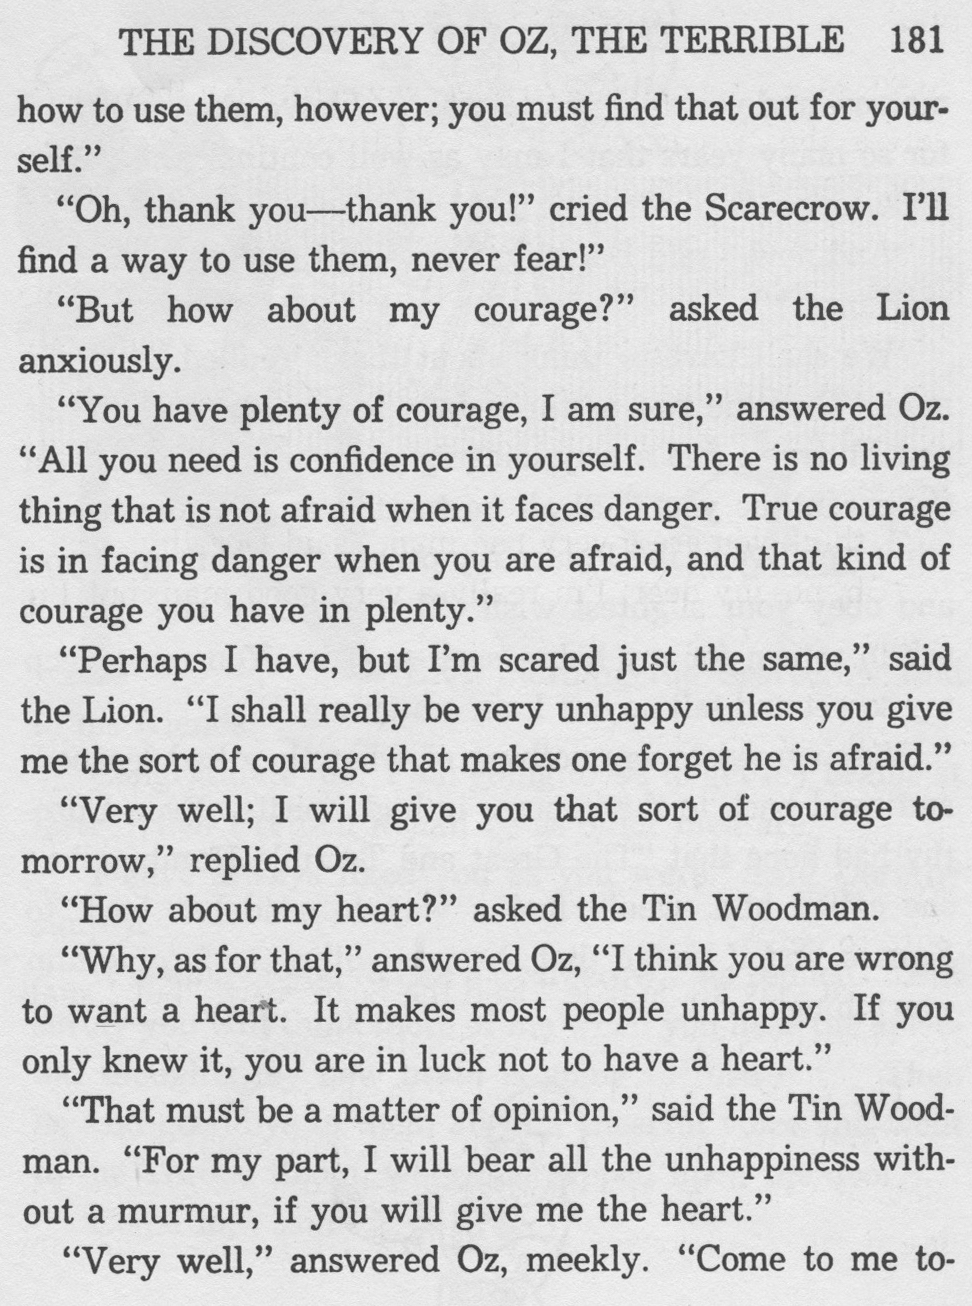 THE DISCOVERY OF OZ, THE TERRIBLE 181
how to use them, however; you must find that out for your-
self.”
“Oh, thank you—thank you!” cried the Scarecrow. I’ll
find a way to use them, never fear!”
“But how about my courage?” asked the Lion
anxiously.
“You have plenty of courage, I am sure,” answered Oz.
“All you need is confidence in yourself. There is no living
thing that is not afraid when it faces danger. True courage
is in facing danger when you are afraid, and that kind of
courage you have in plenty.”
“Perhaps I have, but I’m scared just the same,” said
the Lion. “I shall really be very unhappy unless you give
me the sort of courage that makes one forget he is afraid.”
“Very well; I will give you that sort of courage to-
morrow,” replied Oz.
“How about my heart?” asked the Tin Woodman.
“Why, as for that,” answered Oz, “I think you are wrong
to want a heart. It makes most people unhappy. If you
only knew it, you are in luck not to have a heart.”
“That must be a matter of opinion,” said the Tin Wood-
man. “For my part, I will bear all the unhappiness with-
out a murmur, if you will give me the heart.”
“Very well,” answered Oz, meekly. “Come to me to-